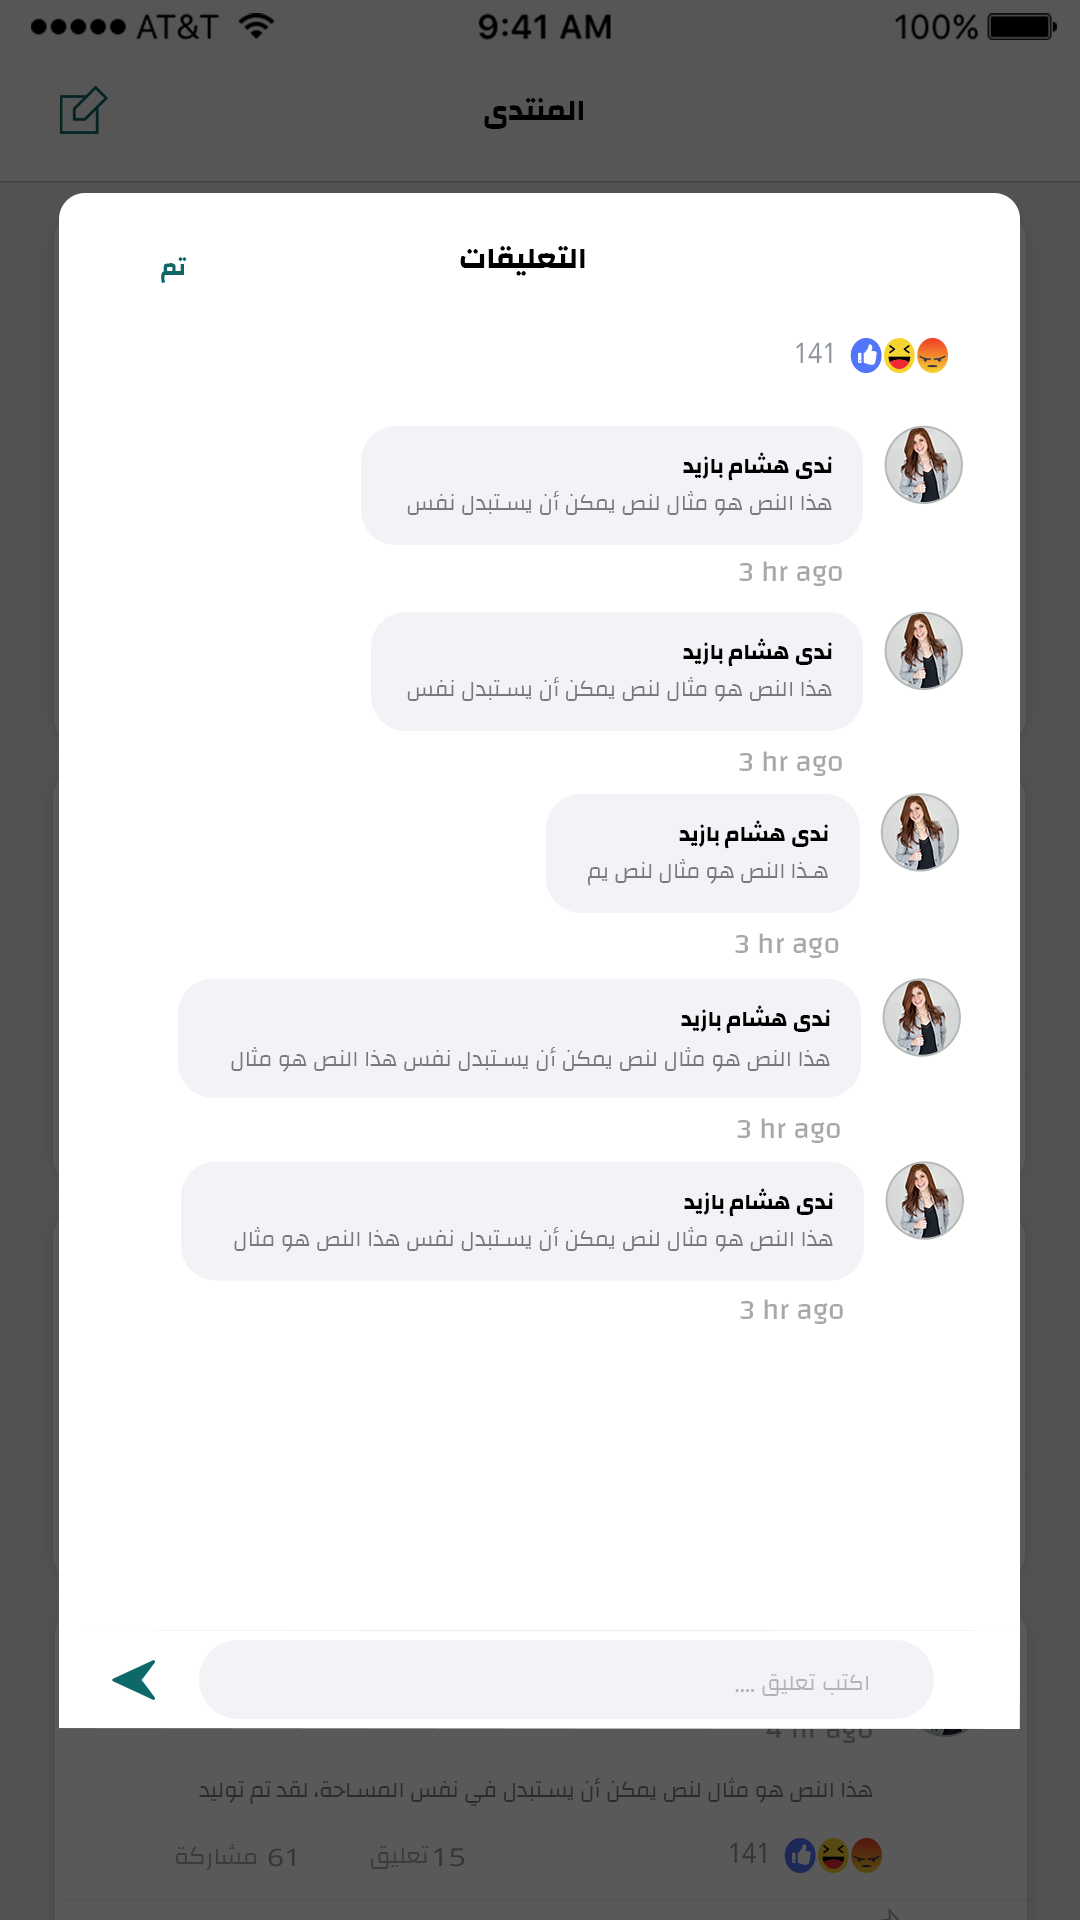 AT&T 9:41 AM 100%
المنتدى
التعليقات
تم
141
ندى هشام بازيد
هذا النص هو مثال لنص يمكن أن يستبدل نفس
3 hr ago
ندى هشام بازيد
هذا النص هو مثال لنص يمكن أن يستبدل نفس
3 hr ago
ندى هشام بازيد
هذا النص هو مثال لنص يم
3 hr ago
ندى هشام بازيد
هذا النص هو مثال لنص يمكن أن يستبدل نفس هذا النص هو مثال
3 hr ago
ندى هشام بازيد
هذا النص هو مثال لنص يمكن أن يستبدل نفس هذا النص هو مثال
3 hr ago
اكتب تعليق ....
4 hr ago
هذا النص هو مثال لنص يمكن أن يستبدل في نفس المساحة، لقد تم توليد
141 15 تعليق 61 مشاركة